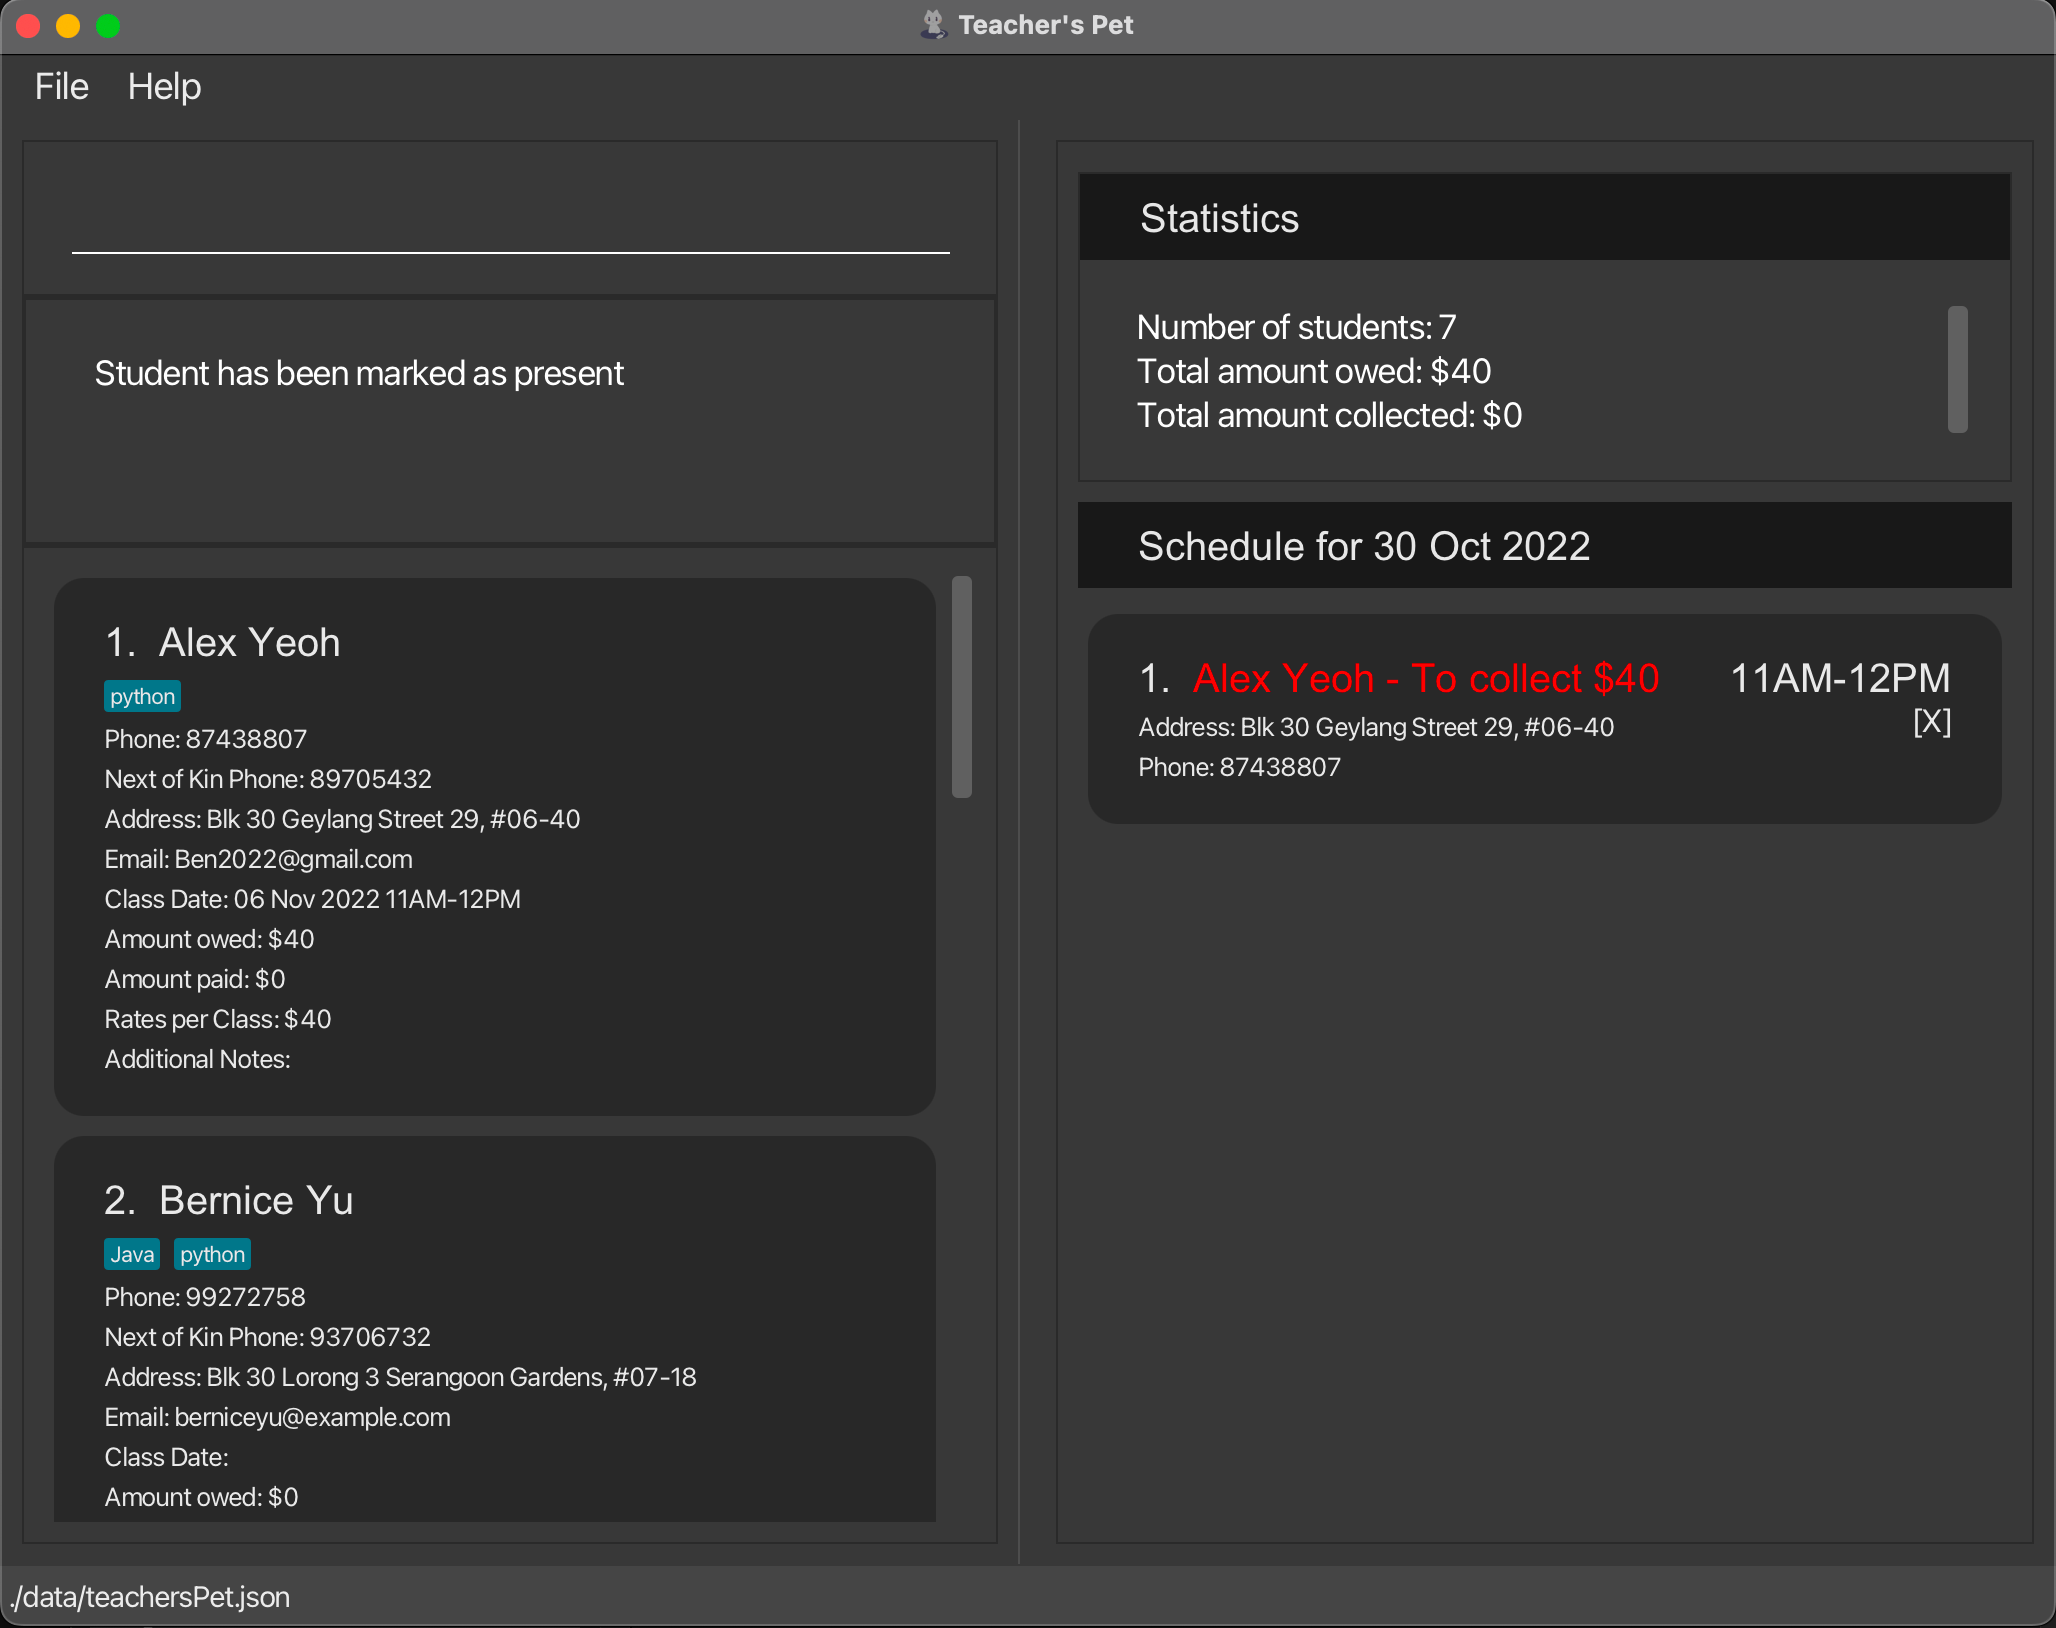 Teacher's Pet
File Help
Student has been marked as present
1. Alex Yeoh
python
Phone: 87438807
Next of Kin Phone: 89705432
Address: Blk 30 Geylang Street 29, #06-40
Email: Ben2022@gmail.com
Class Date: 06 Nov 2022 11AM-12PM
Amount owed: $40
Amount paid: $0
Rates per Class: $40
Additional Notes:
2. Bernice Yu
Java python
Phone: 99272758
Next of Kin Phone: 93706732
Address: Blk 30 Lorong 3 Serangoon Gardens, #07-18
Email: berniceyu@example.com
Class Date:
Amount owed: $0
Statistics
Number of students: 7
Total amount owed: $40
Total amount collected: $0
Schedule for 30 Oct 2022
1. Alex Yeoh - To collect $40 11AM-12PM
[X]
Address: Blk 30 Geylang Street 29, #06-40
Phone: 87438807
./data/teachersPet.json